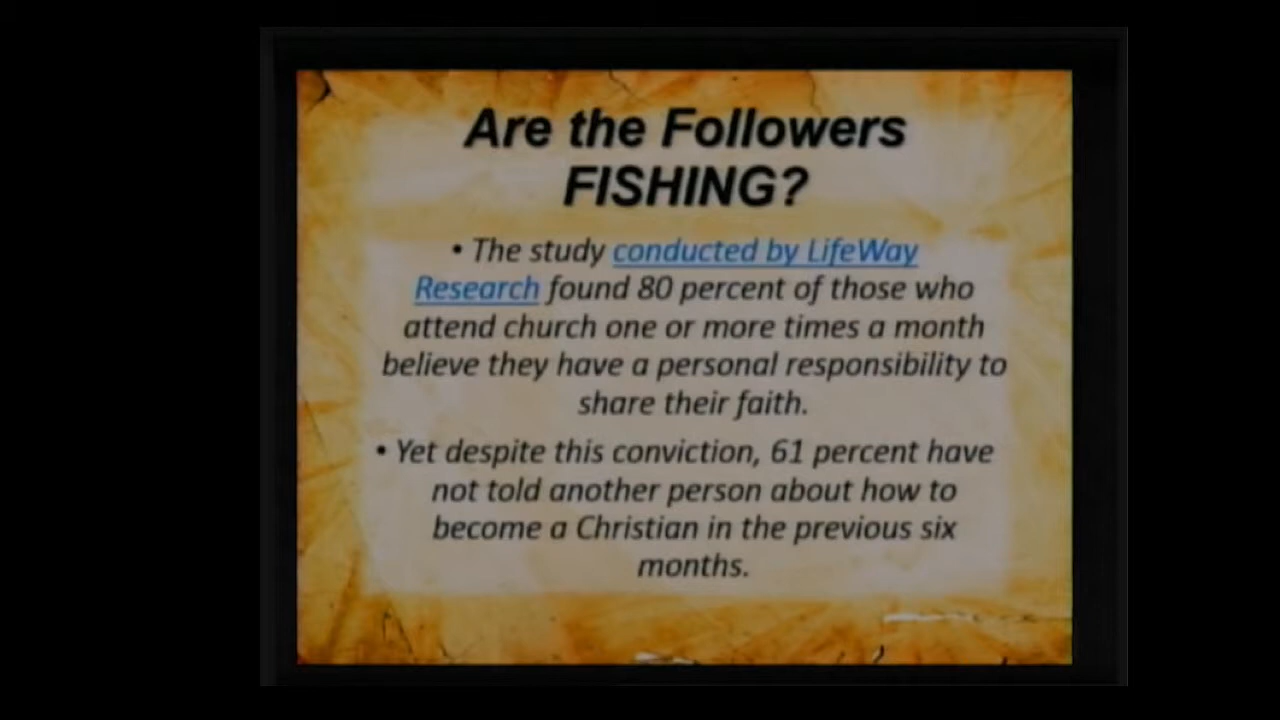 Are the Followers
FISHING?
• The study conducted by LifeWay
Research found 80 percent of those who
attend church one or more times a month
believe they have a personal responsibility to
share their faith.
• Yet despite this conviction, 61 percent have
not told another person about how to
become a Christian in the previous six
months.